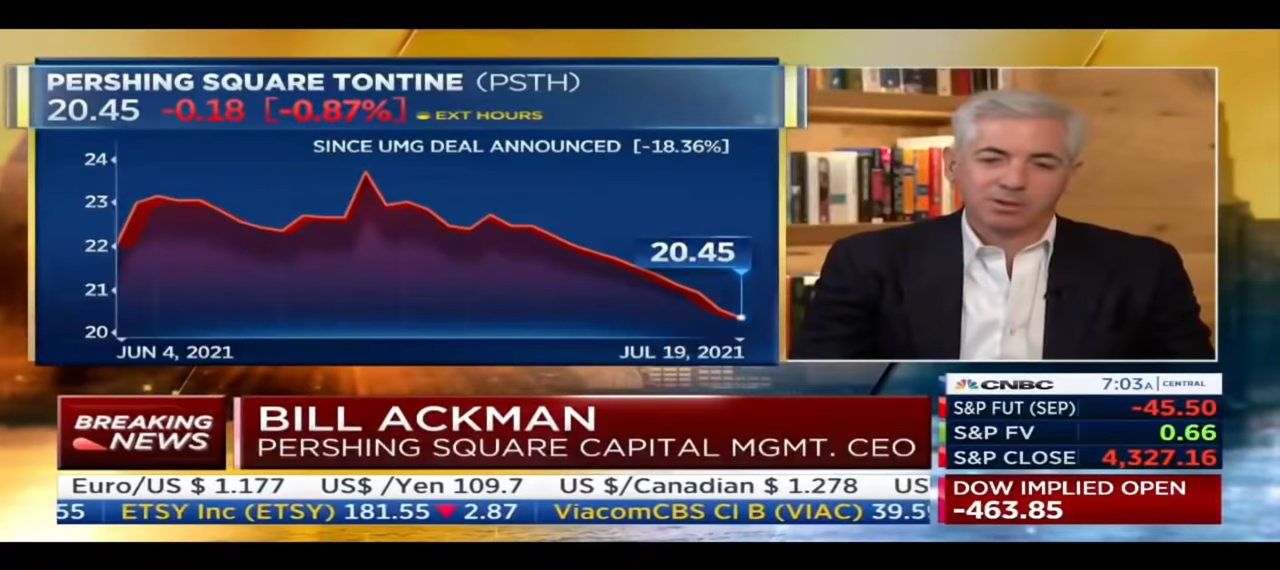 PERSHING SQUARE TONTINE (PSTH)
20.45 -0.18 [-0.87%] EXT HOURS
SINCE UMG DEAL ANNOUNCED [-18.36%]
24
23
22
21
20
20.45
JUN 4, 2021 JUL 19, 2021
BREAKING
NEWS
BILL ACKMAN
PERSHING SQUARE CAPITAL MGMT. CEO
CNBC 7:03A CENTRAL
S&P FUT (SEP) -45.50
S&P FV 0.66
S&P CLOSE 4,327.16
DOW IMPLIED OPEN
-463.85
Euro/US $ 1.177 US$ /Yen 109.7 US $/Canadian $ 1.278 US
55 ETSY Inc (ETSY) 181.55 ▼ 2.87 ViacomCBS Cl B (VIAC) 39.5